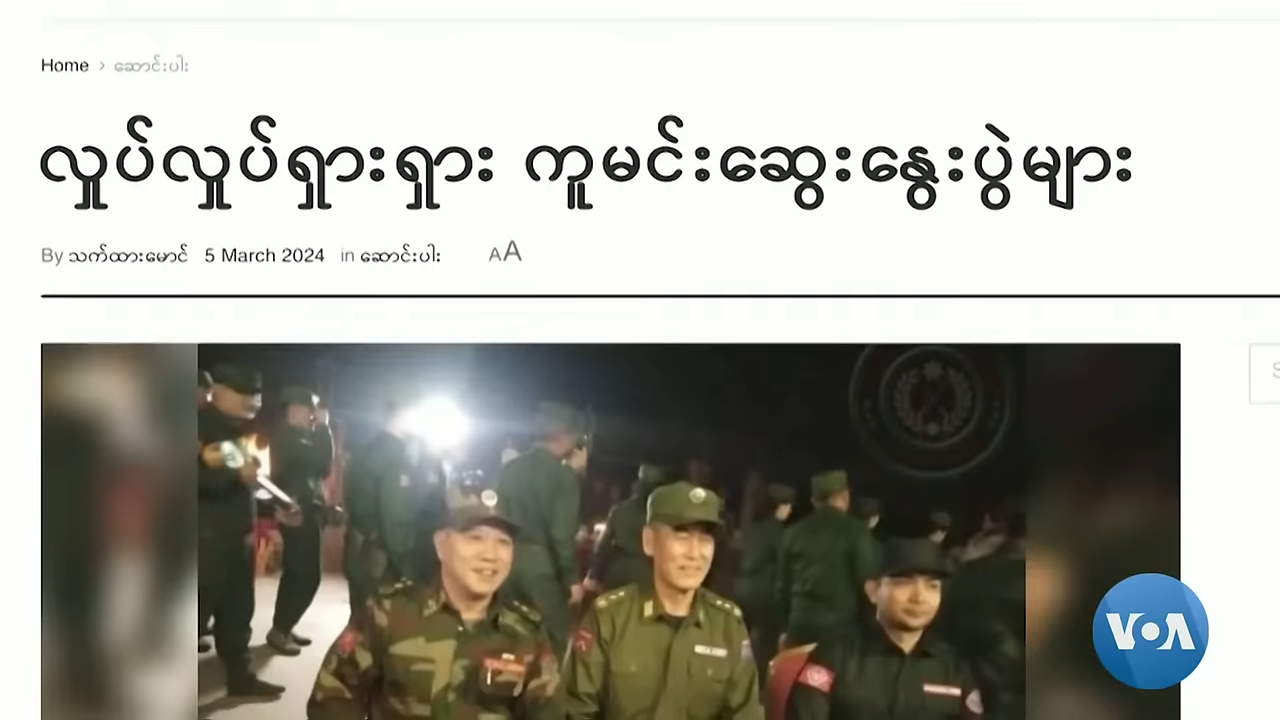 Home › ဆောင်းပါး
လှုပ်လှုပ်ရှားရှား ကူမင်းဆွေးနွေးပွဲများ
By သက်ထားမောင် 5 March 2024 in ဆောင်းပါး AA
VOA